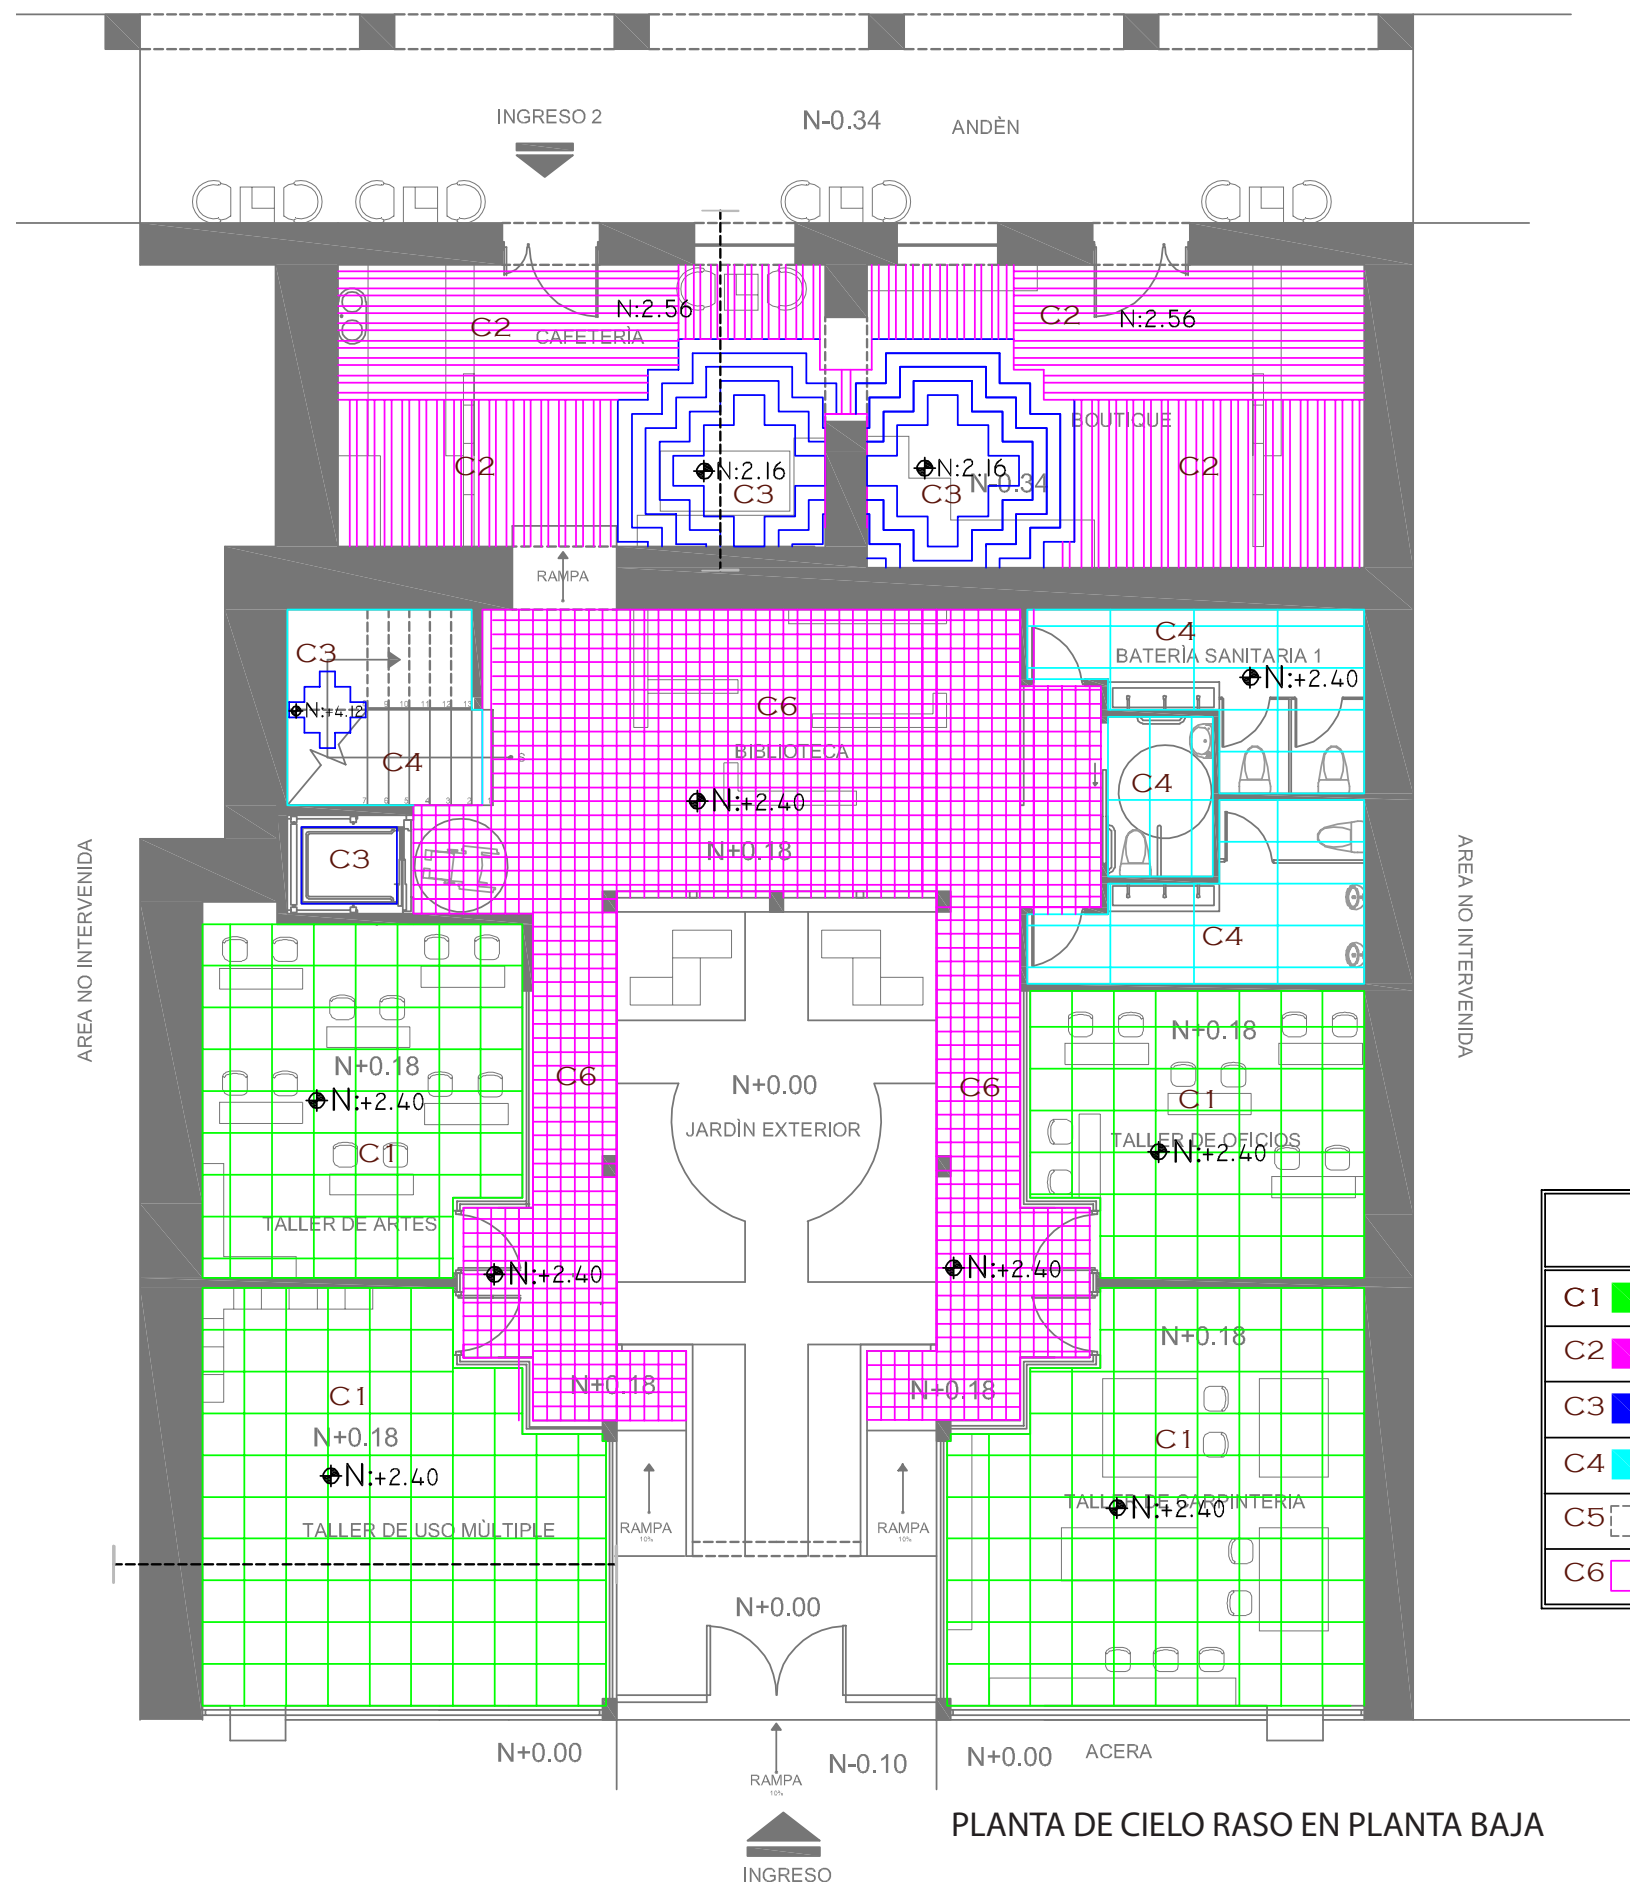 INGRESO 2
N-0.34
ANDÈN
C2
N:2.56
CAFETERÌA
C2
N:2.56
BOUTIQUE
C2
N:2.16
C3
N:2.16
C3
N-0.34
C2
RAMPA
C3
N:+4.12
C4
S
C6
BIBLIOTECA
N:+2.40
N+0.18
C4
BATERÌA SANITARIA 1
N:+2.40
C4
C4
C3
AREA NO INTERVENIDA
AREA NO INTERVENIDA
N+0.18
N:+2.40
C1
TALLER DE ARTES
C6
N:+2.40
N+0.00
JARDÌN EXTERIOR
C6
N:+2.40
N+0.18
C1
TALLER DE OFICIOS
N:+2.40
C1
N+0.18
N:+2.40
TALLER DE USO MÙLTIPLE
N+0.18
N+0.18
RAMPA
10%
RAMPA
10%
N+0.18
C1
TALLER DE CARPINTERIA
N:+2.40
N+0.00
C1
C2
C3
C4
C5
C6
N+0.00
N-0.10
N+0.00
ACERA
RAMPA
10%
INGRESO
PLANTA DE CIELO RASO EN PLANTA BAJA